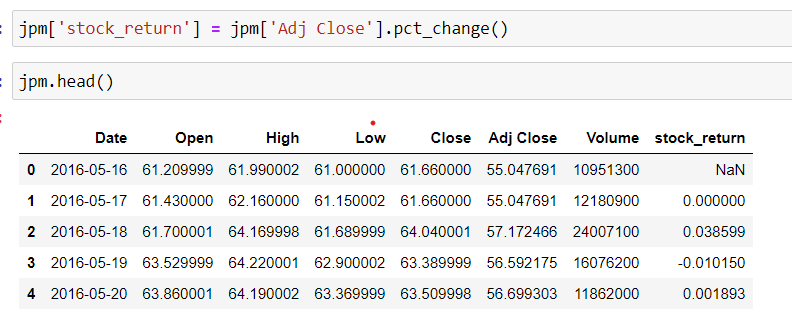 jpm['stock_return'] = jpm['Adj Close'].pct_change()
jpm.head()
Date Open High Low Close Adj Close Volume stock_return
0 2016-05-16 61.209999 61.990002 61.000000 61.660000 55.047691 10951300 NaN
1 2016-05-17 61.430000 62.160000 61.150002 61.660000 55.047691 12180900 0.000000
2 2016-05-18 61.700001 64.169998 61.689999 64.040001 57.172466 24007100 0.038599
3 2016-05-19 63.529999 64.220001 62.900002 63.389999 56.592175 16076200 -0.010150
4 2016-05-20 63.860001 64.190002 63.369999 63.509998 56.699303 11862000 0.001893